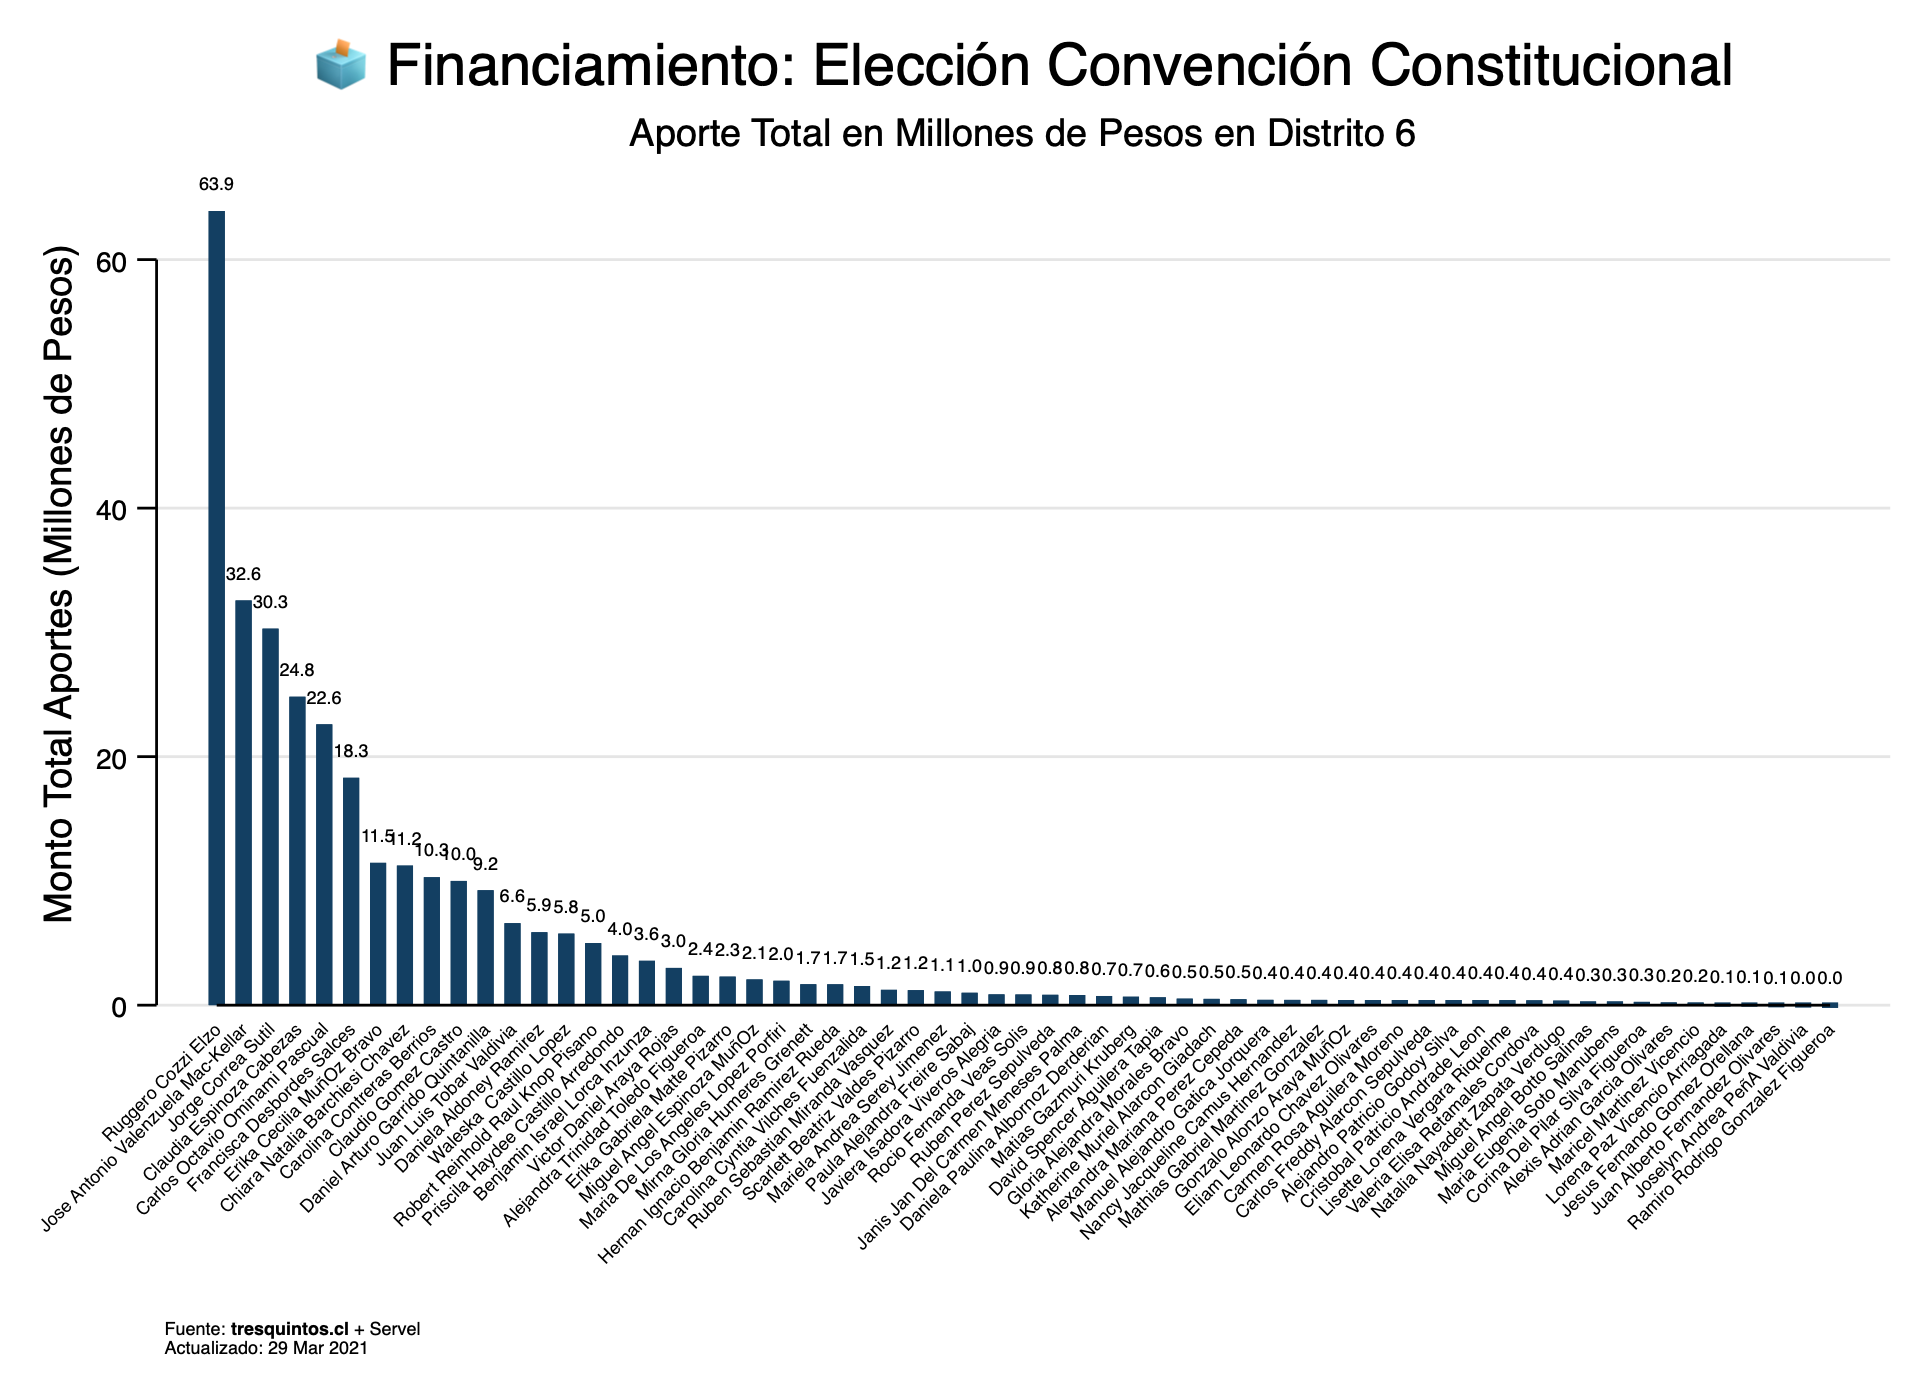 Financiamiento: Elección Convención Constitucional
Aporte Total en Millones de Pesos en Distrito 6
Monto Total Aportes (Millones de Pesos)
60
40
20
0
63.9
32.6
30.3
24.8
22.6
18.3
11.5
11.2
10.3
10.0
9.2
6.6
5.9
5.8
5.0
4.0
3.6
3.0
2.4
2.3
2.1
2.0
1.7
1.7
1.5
1.2
1.2
1.1
1.0
0.9
0.9
0.8
0.8
0.7
0.7
0.6
0.5
0.5
0.5
0.4
0.4
0.4
0.4
0.4
0.4
0.4
0.4
0.4
0.4
0.4
0.4
0.3
0.3
0.3
0.2
0.2
0.1
0.1
0.1
0.0
0.0
Ruggero Cozzi Elzo
Jose Antonio Valenzuela Mac-Kellar
Jorge Correa Sutil
Claudia Espinoza Cabezas
Carlos Octavio Ominami Pascual
Francisca Desbordes Salces
Erika Cecilia MuñOz Bravo
Chiara Natalia Barchiesi Chavez
Carolina Contreras Berrios
Claudio Gomez Castro
Daniel Arturo Garrido Quintanilla
Juan Luis Tobar Valdivia
Daniela Aldoney Ramirez
Waleska Castillo Lopez
Robert Reinhold Raul Knop Pisano
Priscila Haydee Castillo Arredondo
Benjamin Israel Lorca Inzunza
Victor Daniel Araya Rojas
Alejandra Trinidad Toledo Figueroa
Erika Gabriela Matte Pizarro
Miguel Angel Espinoza MuñOz
Maria De Los Angeles Lopez Porfiri
Mirna Gloria Humeres Grenett
Hernan Ignacio Benjamin Ramirez Rueda
Carolina Cyntia Vilches Fuenzalida
Ruben Sebastian Miranda Vasquez
Scarlett Beatriz Valdes Pizarro
Mariela Andrea Serey Jimenez
Paula Alejandra Freire Sabaj
Javiera Isadora Viveros Alegria
Rocio Fernanda Veas Solis
Ruben Perez Sepulveda
Janis Jan Del Carmen Meneses Palma
Daniela Paulina Albornoz Derderian
Matias Gazmuri Kruberg
David Spencer Aguilera Tapia
Gloria Alejandra Morales Bravo
Katherine Muriel Alarcon Giadach
Alexandra Mariana Perez Cepeda
Manuel Alejandro Gatica Jorquera
Nancy Jacqueline Camus Hernandez
Mathias Gabriel Martinez Gonzalez
Gonzalo Alonzo Araya MuñOz
Eliam Leonardo Chavez Olivares
Carmen Rosa Aguilera Moreno
Carlos Freddy Alarcon Sepulveda
Alejandro Patricio Godoy Silva
Cristobal Patricio Andrade Leon
Lisette Lorena Vergara Riquelme
Valeria Elisa Retamales Cordova
Natalia Nayadett Zapata Verdugo
Miguel Angel Botto Salinas
Maria Eugenia Soto Manubens
Corina Del Pilar Silva Figueroa
Alexis Adrian Garcia Olivares
Maricel Martinez Vicencio
Lorena Paz Vicencio Arriagada
Jesus Fernando Gomez Orellana
Juan Alberto Fernandez Olivares
Joselyn Andrea PeñA Valdivia
Ramiro Rodrigo Gonzalez Figueroa
Fuente: tresquintos.cl + Servel
Actualizado: 29 Mar 2021